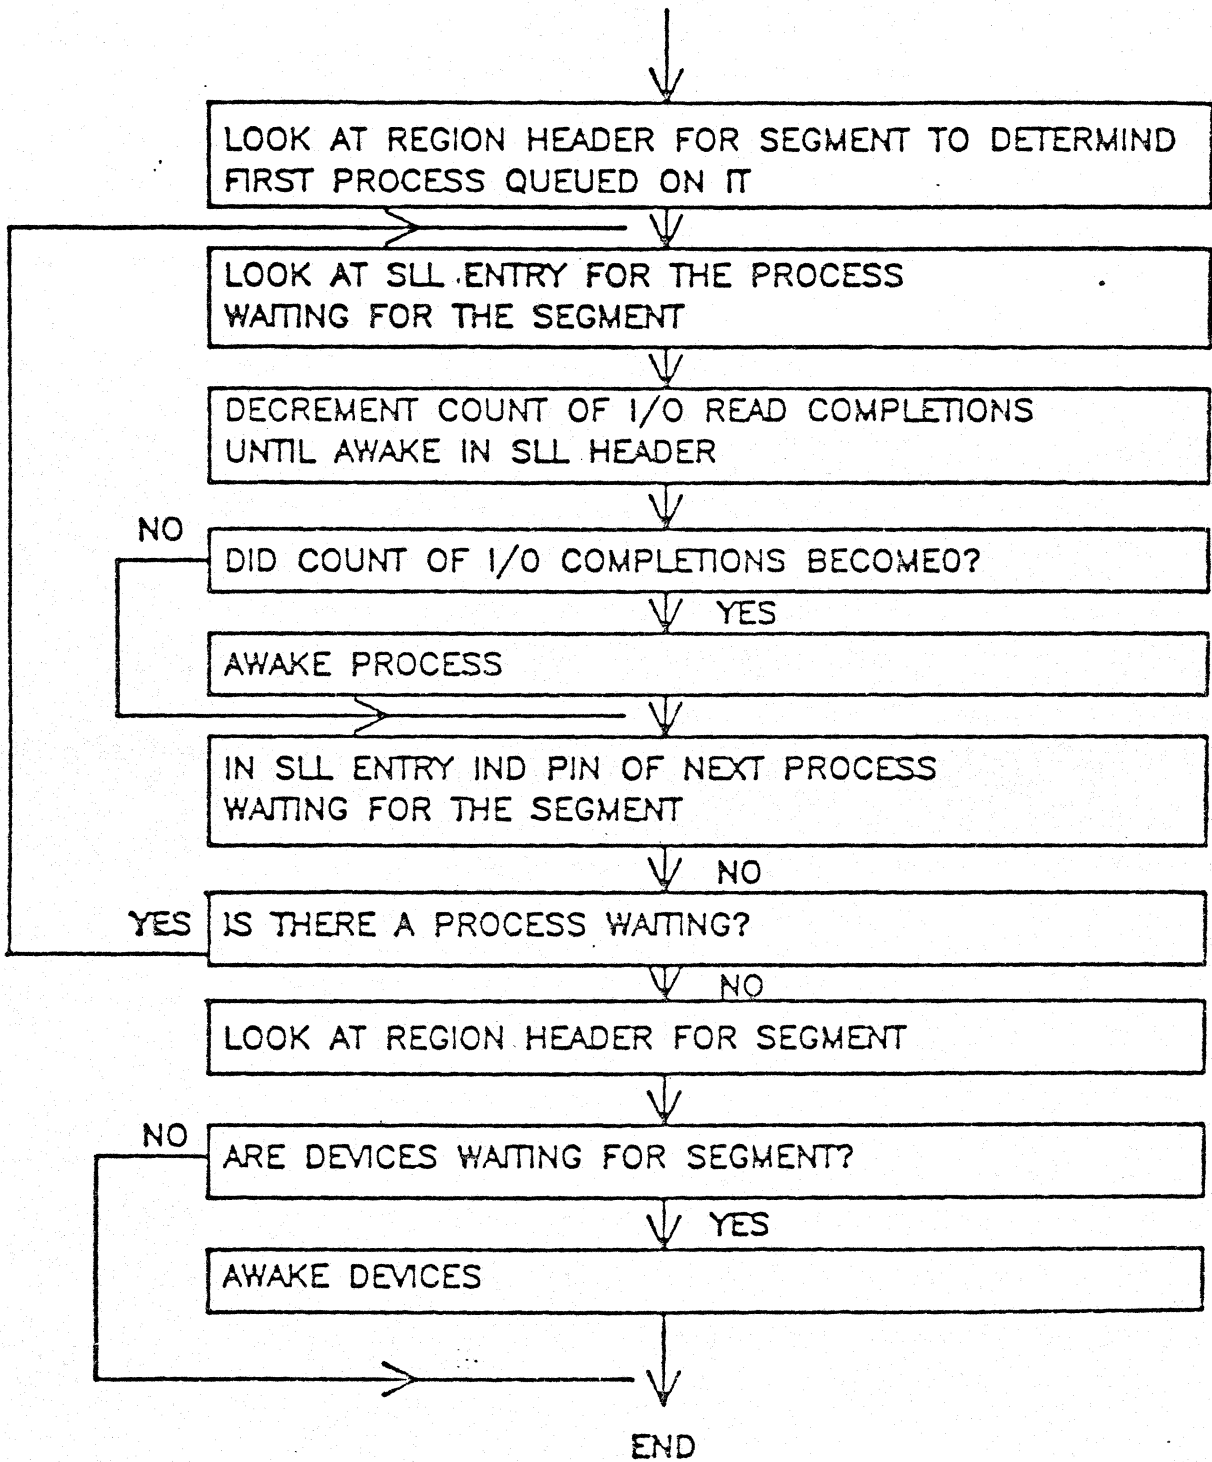 LOOK AT REGION HEADER FOR SEGMENT TO DETERMIND
FIRST PROCESS QUEUED ON IT
LOOK AT SLL ENTRY FOR THE PROCESS
WAITING FOR THE SEGMENT
DECREMENT COUNT OF I/O READ COMPLETIONS
UNTIL AWAKE IN SLL HEADER
NO
DID COUNT OF I/O COMPLETIONS BECOME0?
YES
AWAKE PROCESS
IN SLL ENTRY IND PIN OF NEXT PROCESS
WAITING FOR THE SEGMENT
NO
YES
IS THERE A PROCESS WAITING?
NO
LOOK AT REGION HEADER FOR SEGMENT
NO
ARE DEVICES WAITING FOR SEGMENT?
YES
AWAKE DEVICES
END